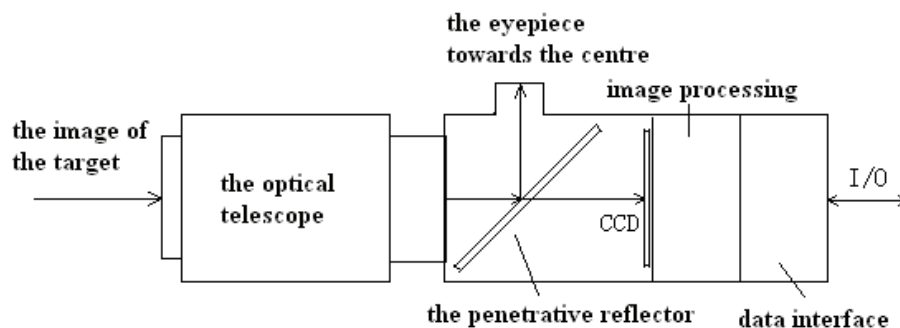 the eyepiece
towards the centre
image processing
the image of
the target
the optical
telescope
I/O
CCD
the penetrative reflector
data interface